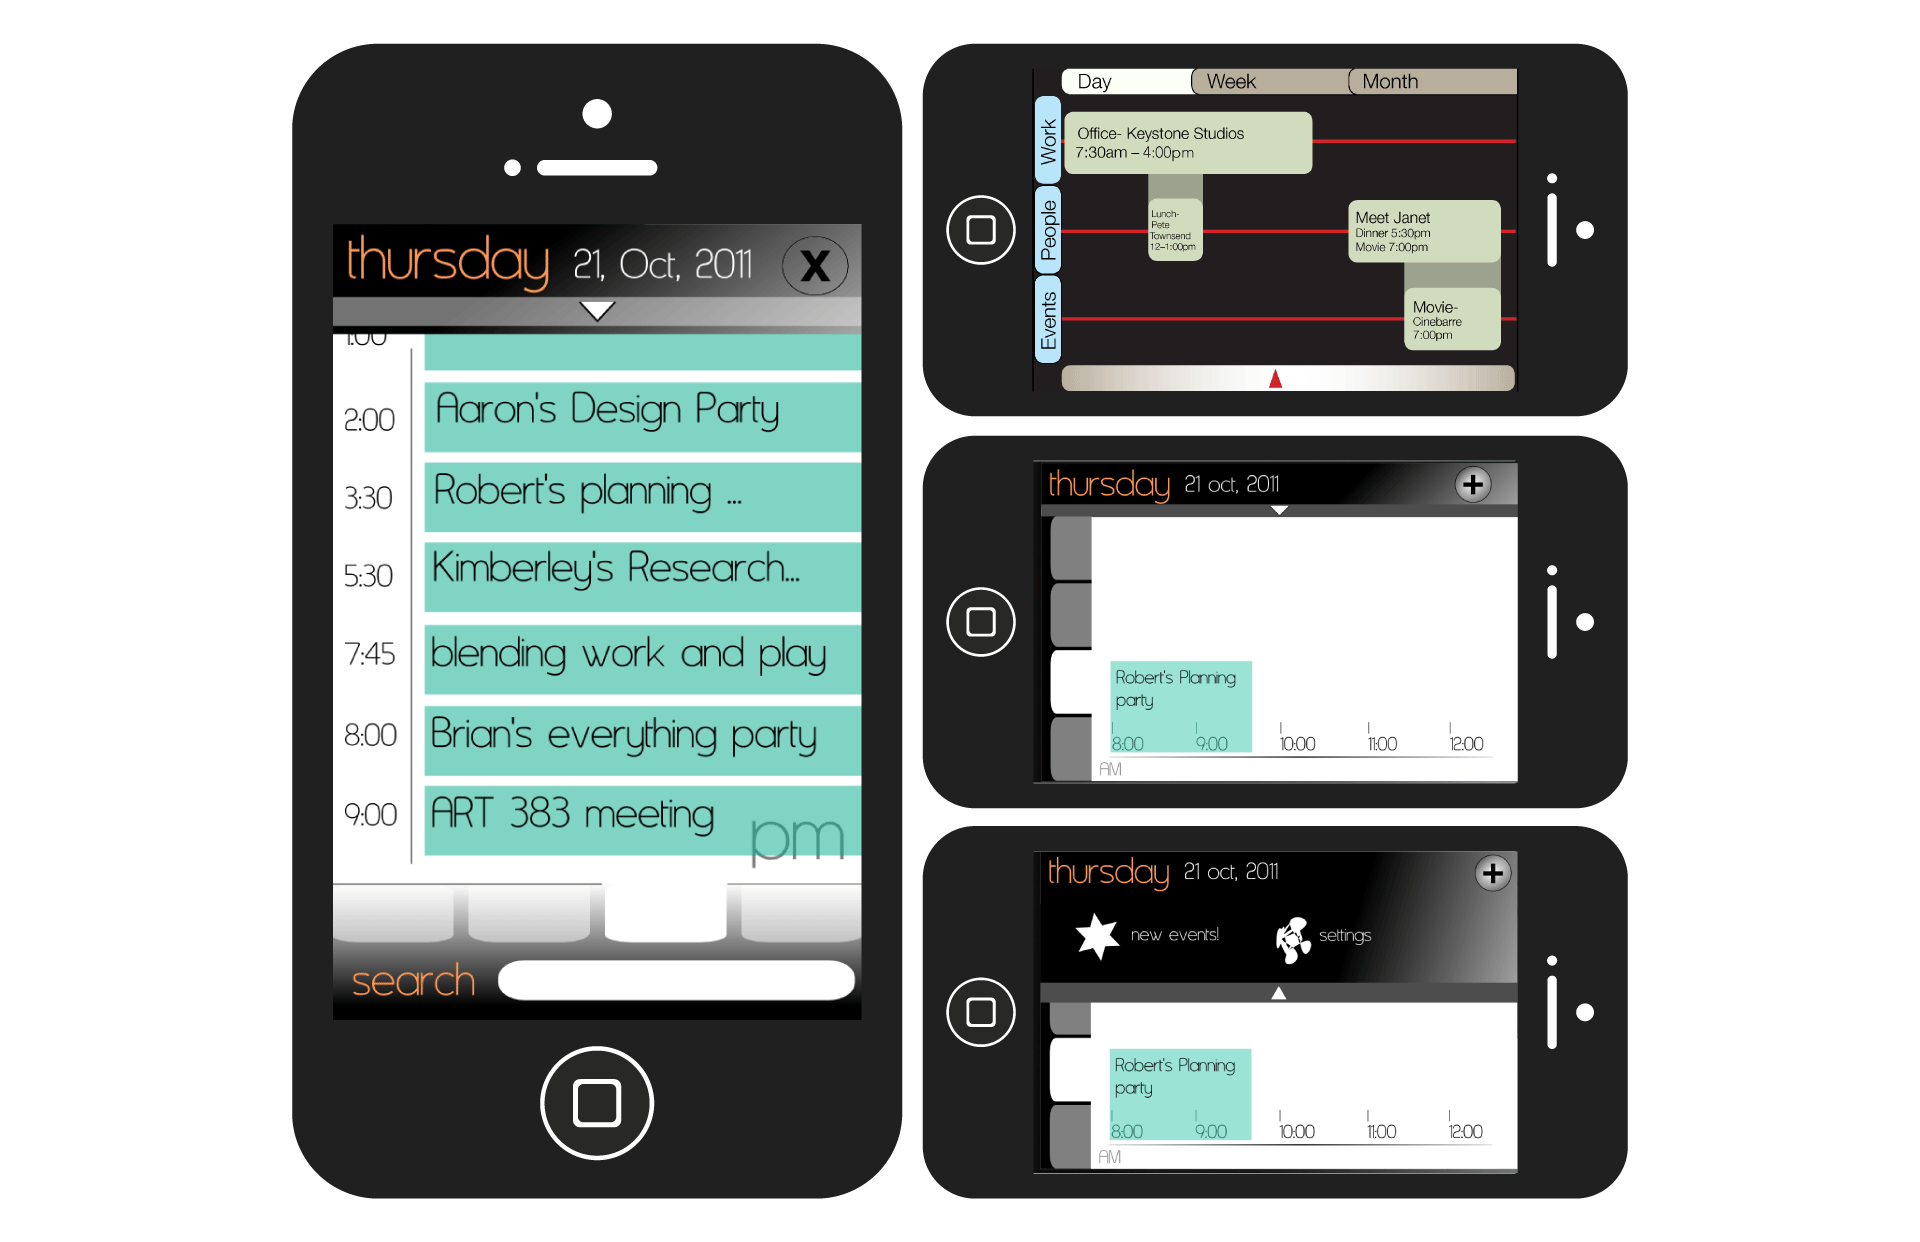 thursday 21, Oct, 2011 X
1:00
2:00 Aaron's Design Party
3:30 Robert's planning ...
5:30 Kimberley's Research...
7:45 blending work and play
8:00 Brian's everything party
9:00 ART 383 meeting
pm
search
Day Week Month
Work
Office- Keystone Studios
7:30am – 4:00pm
People
Lunch-
Pete
Townsend
12–1:00pm
Meet Janet
Dinner 5:30pm
Movie 7:00pm
Events
Movie-
Cinebarre
7:00pm
thursday 21 oct, 2011 +
Robert's Planning
party
8:00 9:00 10:00 11:00 12:00
AM
thursday 21 oct, 2011 +
new events! settings
Robert's Planning
party
8:00 9:00 10:00 11:00 12:00
AM